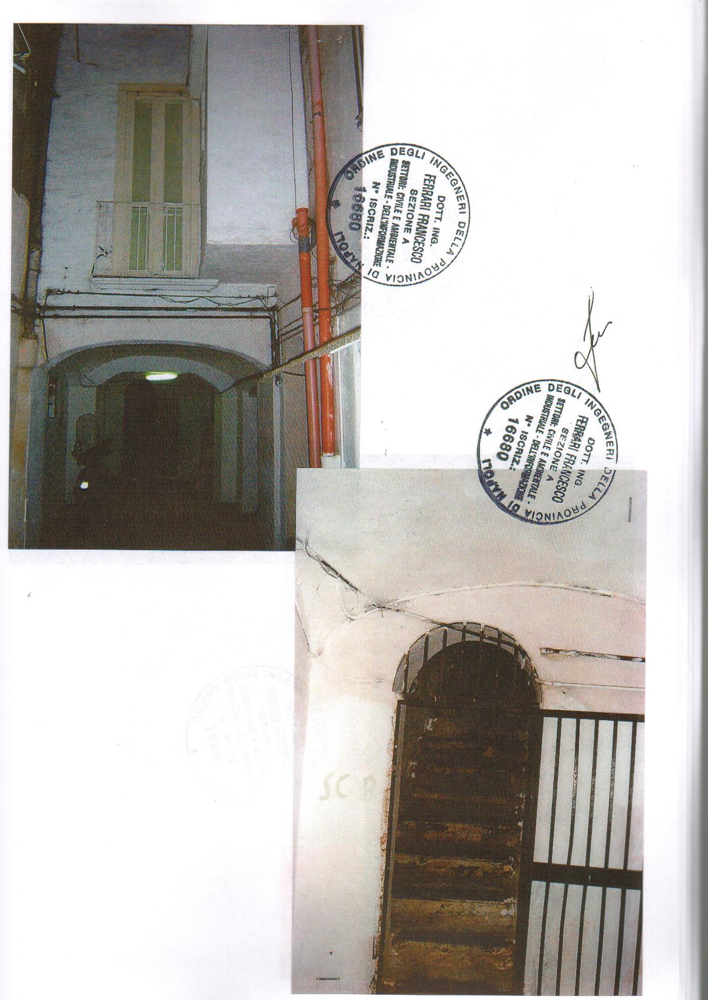 ORDINE DEGLI INGEGNERI DELLA PROVINCIA DI NAPOLI
DOTT. ING.
FERRARI FRANCESCO
SEZIONE A
SETTORI: CIVILE E AMBIENTALE -
INDUSTRIALE - DELL'INFORMAZIONE
N° ISCRIZ.:
16680
ORDINE DEGLI INGEGNERI DELLA PROVINCIA DI NAPOLI
DOTT. ING.
FERRARI FRANCESCO
SEZIONE A
SETTORI: CIVILE E AMBIENTALE -
INDUSTRIALE - DELL'INFORMAZIONE
N° ISCRIZ.:
16680
SC B